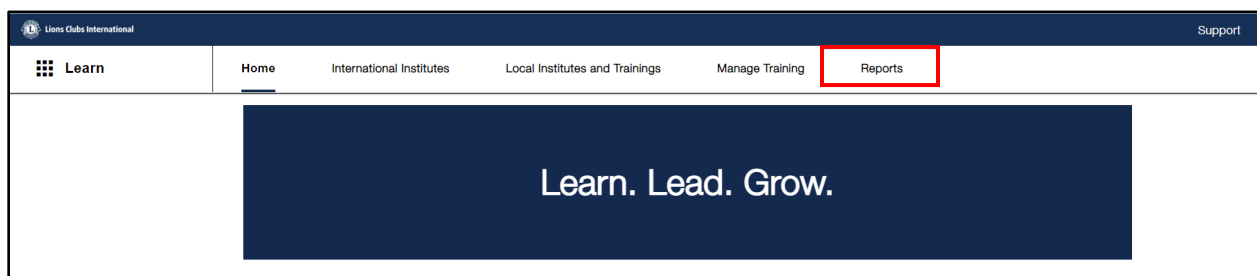 Lions Clubs International Support
Learn Home International Institutes Local Institutes and Trainings Manage Training Reports
Learn. Lead. Grow.